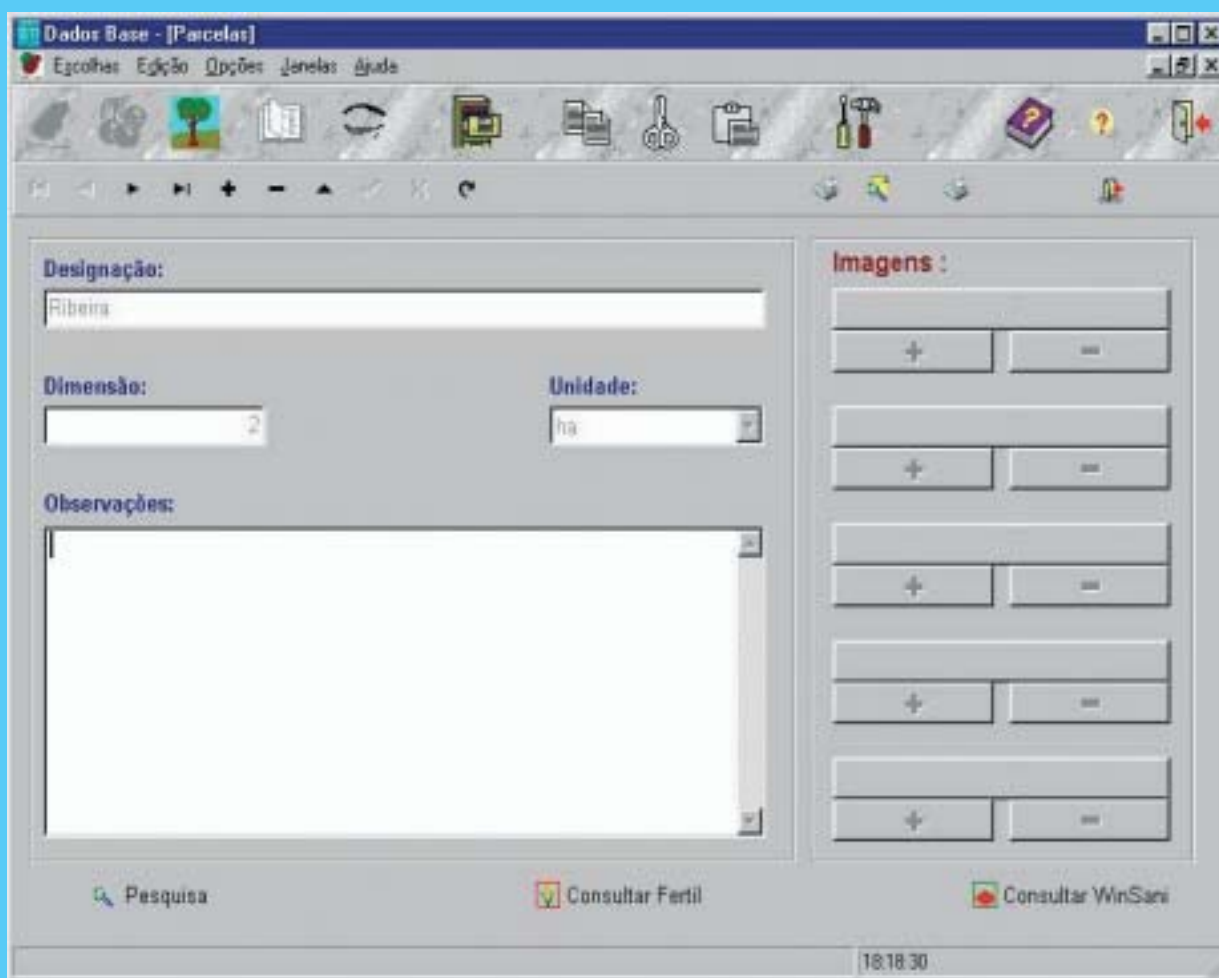 Dados Base - [Parcelas]
Escolhas Edição Opções Janelas Ajuda
Designação:
Ribeira
Dimensão: Unidade:
2 ha
Observações:
Imagens :
+ -
+ -
+ -
+ -
+ -
Pesquisa Consultar Fertil Consultar WinSani
18:18:30